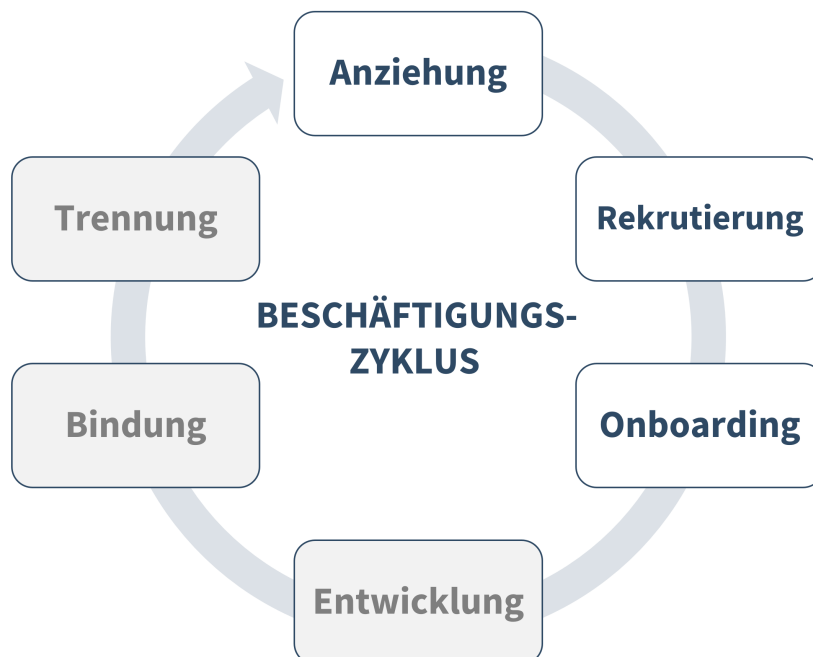 Anziehung
Rekrutierung
Onboarding
Entwicklung
Bindung
Trennung
BESCHÄFTIGUNGS-
ZYKLUS